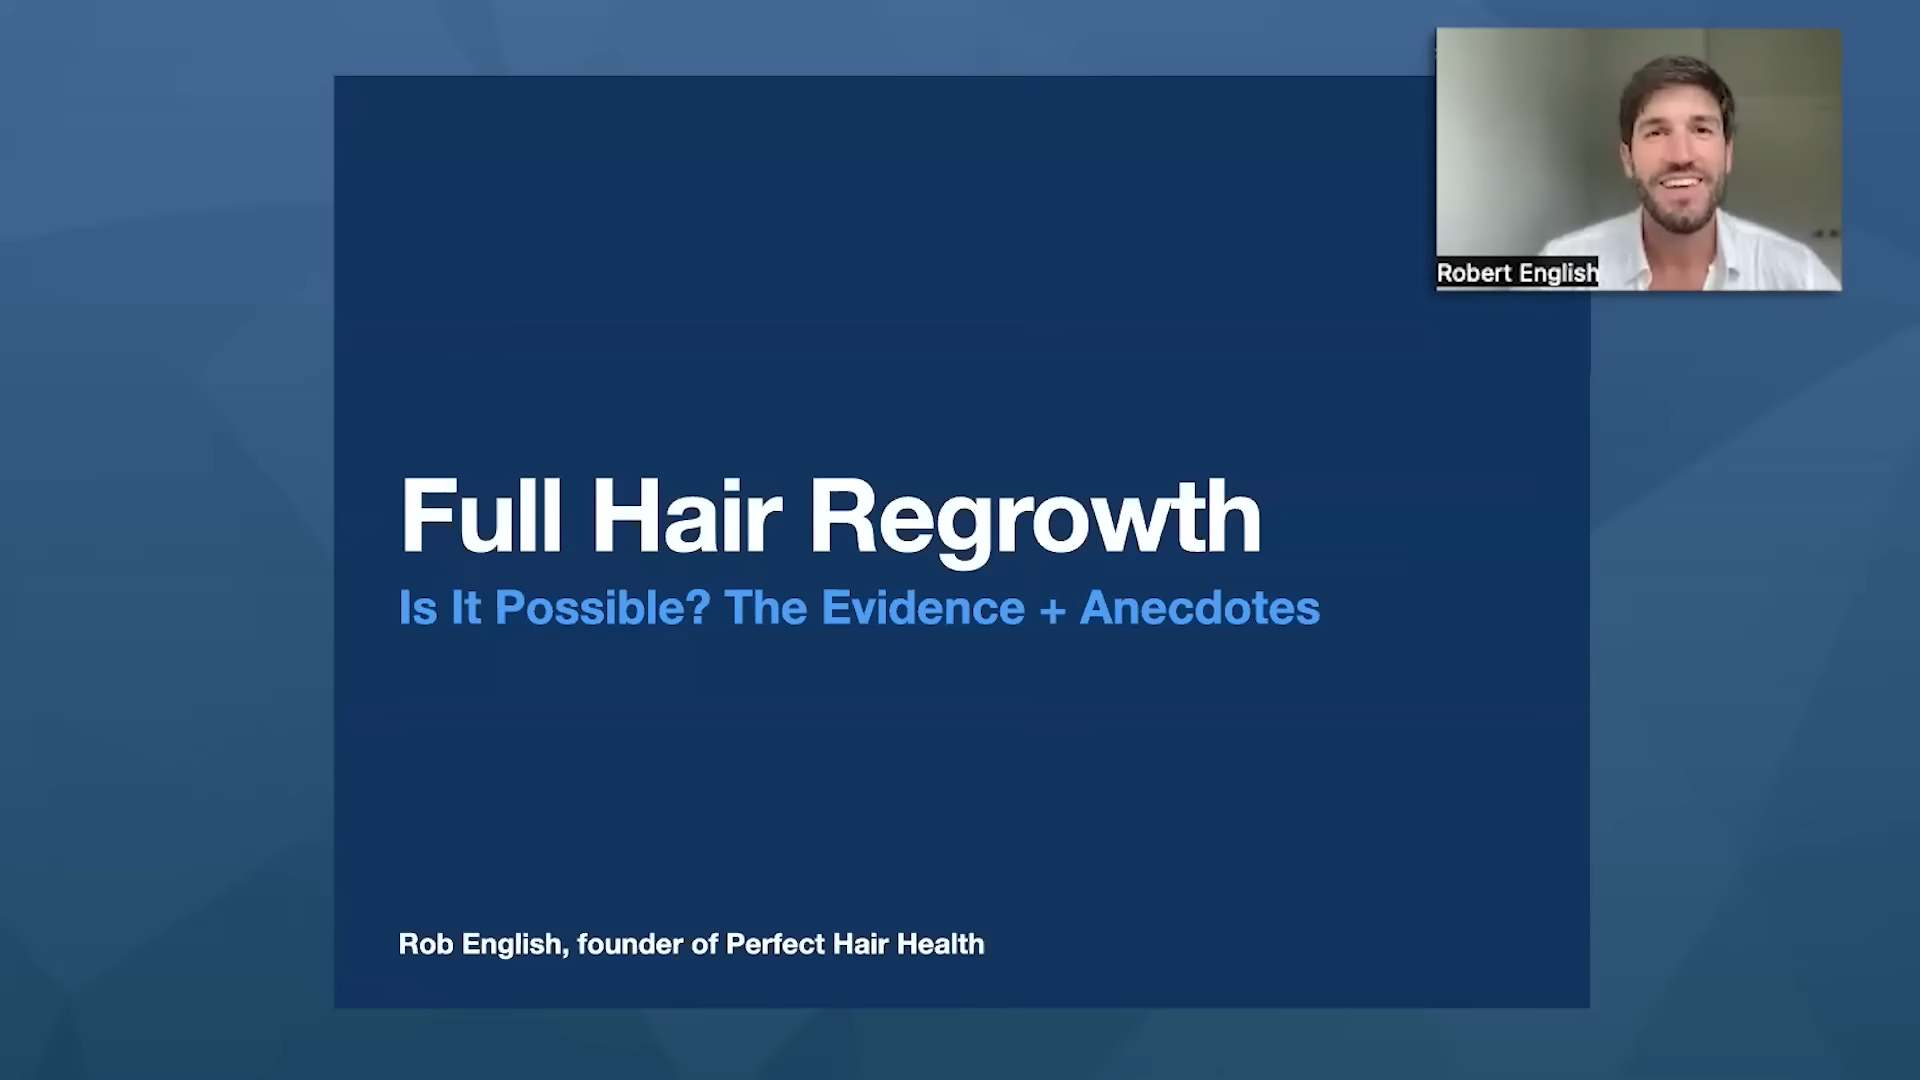 Robert English
Full Hair Regrowth
Is It Possible? The Evidence + Anecdotes
Rob English, founder of Perfect Hair Health